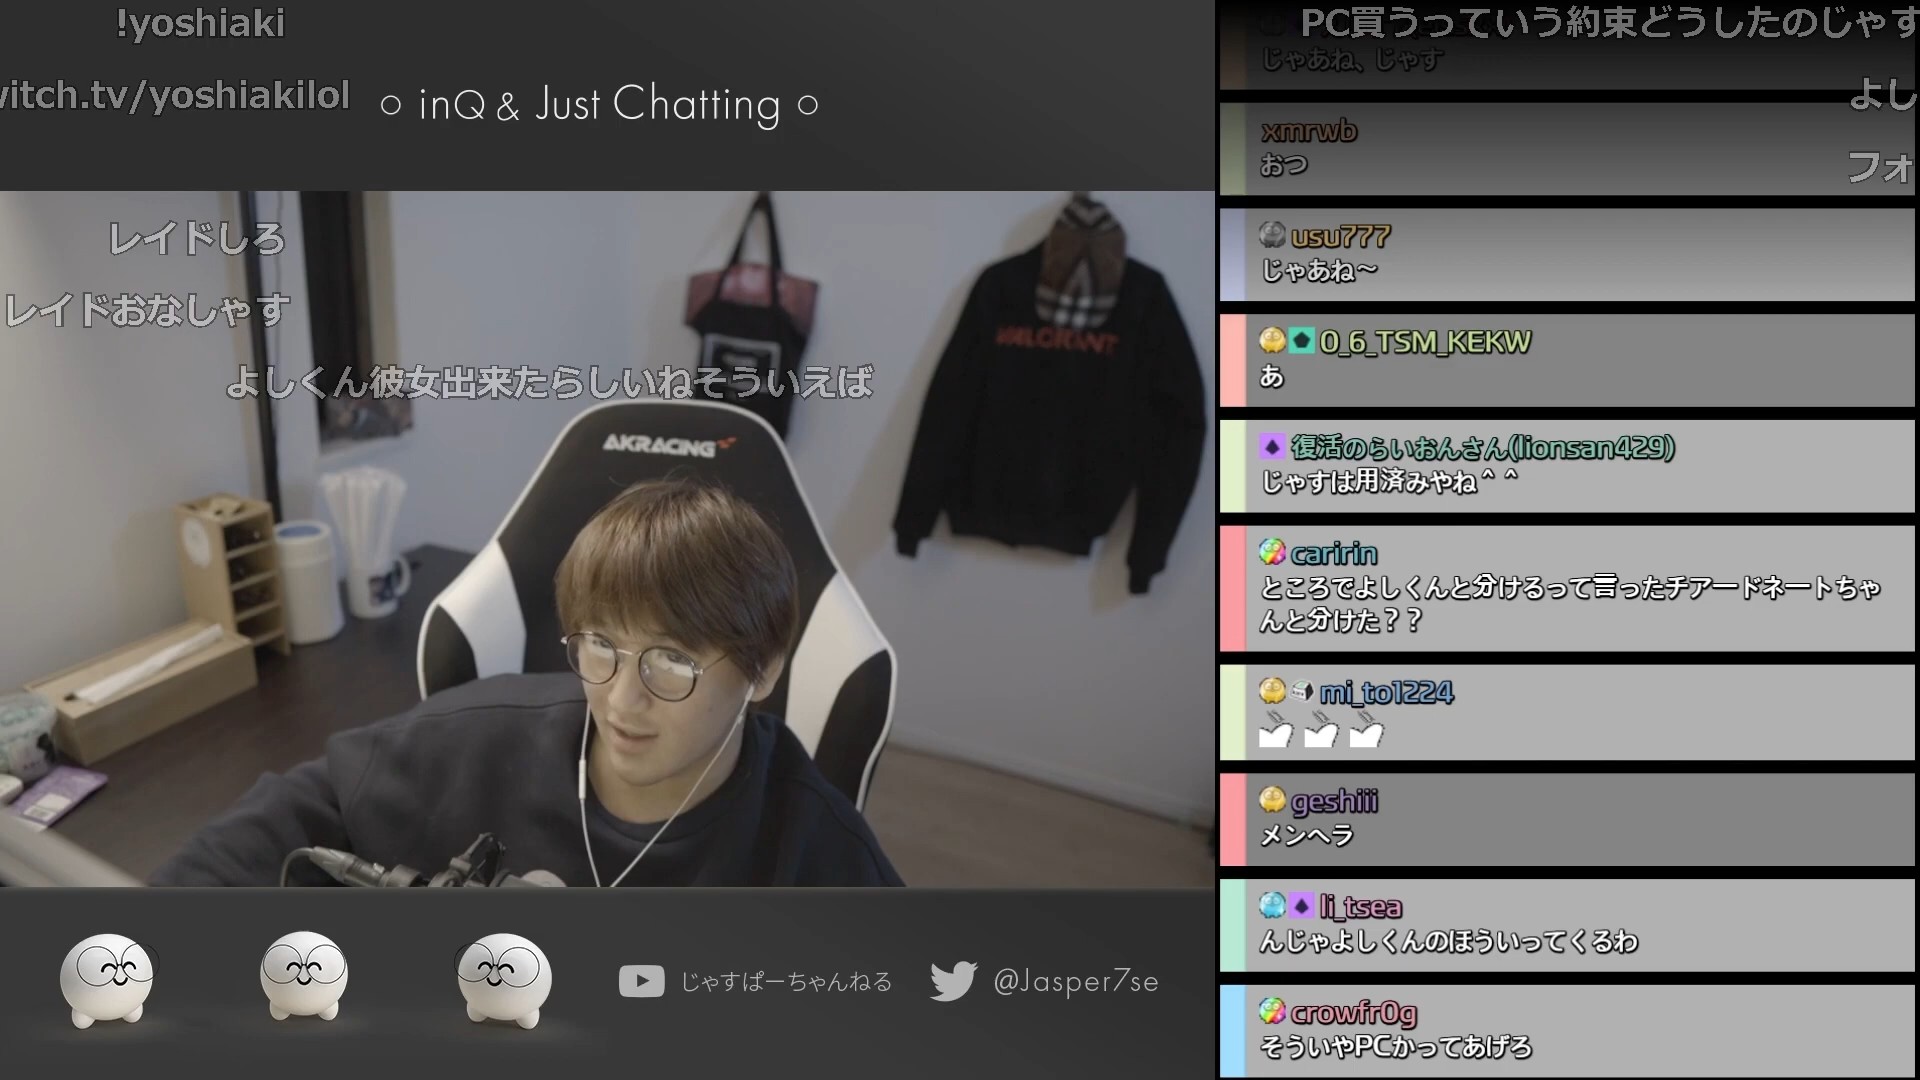 !yoshiaki
witch.tv/yoshiakilol
○ inQ & Just Chatting ○
レイドしろ
レイドおなしゃす
よしくん彼女出来たらしいねそういえば
AKRACING
VALORANT
じゃすぱーちゃんねる
@Jasper7se
PC買うっていう約束どうしたのじゃす
じゃあね、じゃす
よし
xmrwb
おつ
フォ
usu777
じゃあね～
0_6_TSM_KEKW
あ
復活のらいおんさん(lionsan429)
じゃすは用済みやね＾＾
caririn
ところでよしくんと分けるって言ったチアードネートちゃ
んと分けた？？
mi_to1224
geshiii
メンヘラ
li_tsea
んじゃよしくんのほういってくるわ
crowfr0g
そういやPCかってあげろ